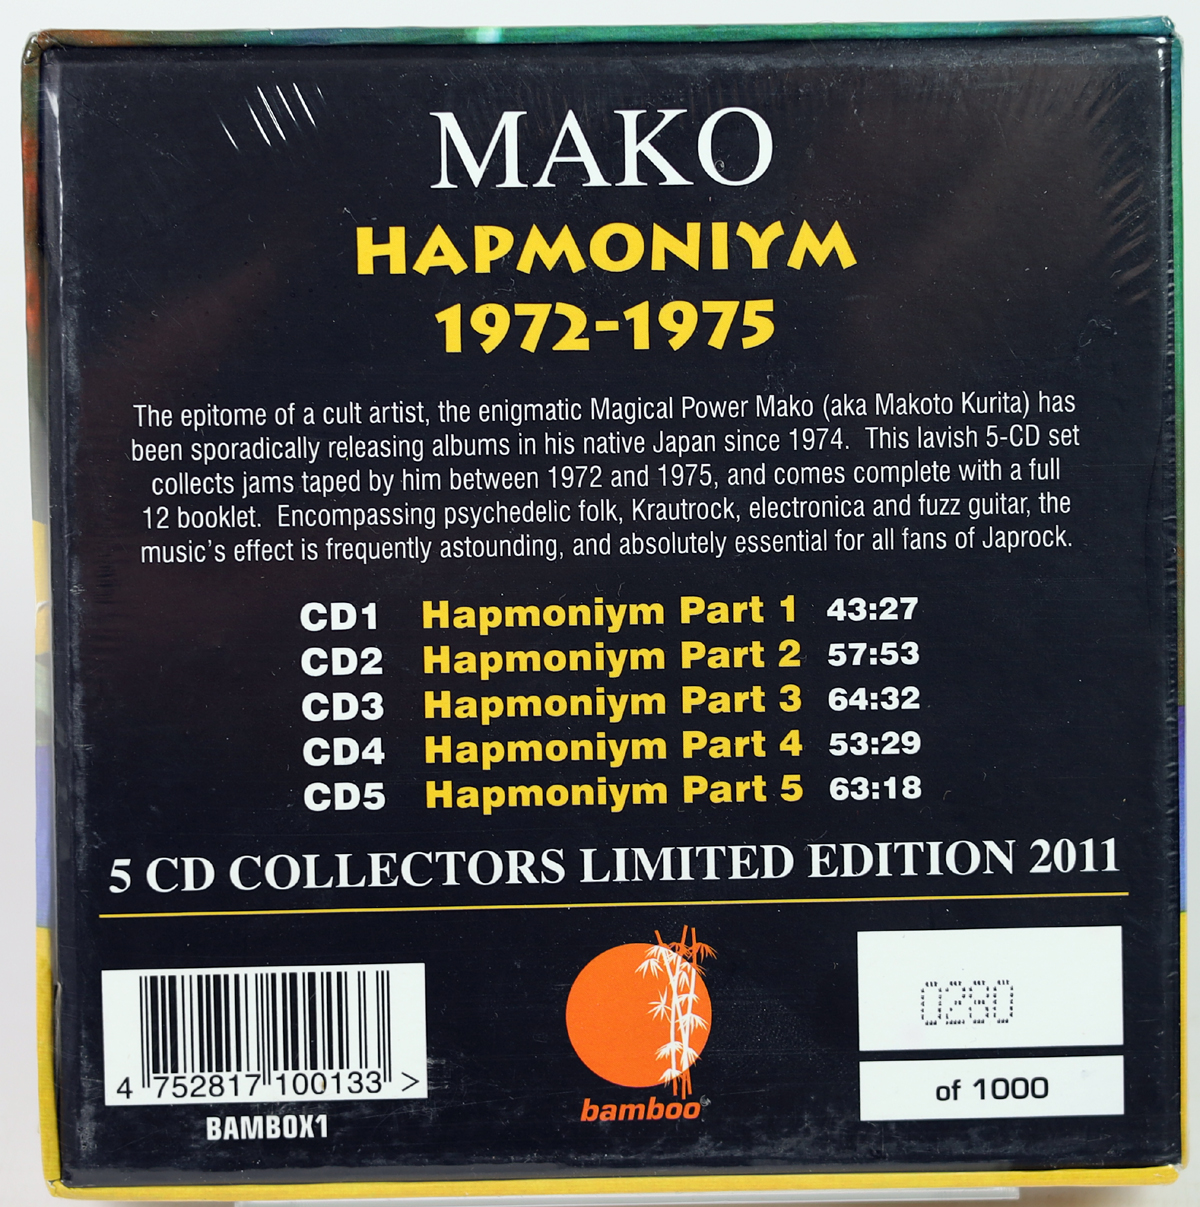 MAKO
HAPMONIYM
1972-1975
The epitome of a cult artist, the enigmatic Magical Power Mako (aka Makoto Kurita) has
been sporadically releasing albums in his native Japan since 1974. This lavish 5-CD set
collects jams taped by him between 1972 and 1975, and comes complete with a full
12 booklet. Encompassing psychedelic folk, Krautrock, electronica and fuzz guitar, the
music's effect is frequently astounding, and absolutely essential for all fans of Japrock.
CD1 Hapmoniym Part 1 43:27
CD2 Hapmoniym Part 2 57:53
CD3 Hapmoniym Part 3 64:32
CD4 Hapmoniym Part 4 53:29
CD5 Hapmoniym Part 5 63:18
5 CD COLLECTORS LIMITED EDITION 2011
4 752817 100133 >
BAMBOX1
bamboo
0280
of 1000